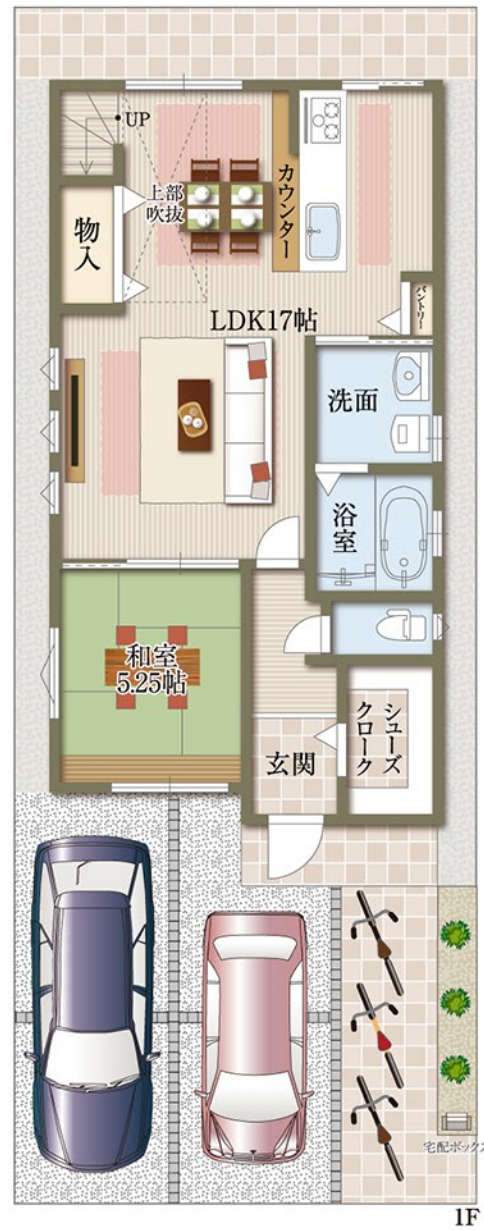 UP
上部
吹抜
カウンター
物入
パントリー
LDK17帖
洗面
浴室
和室
5.25帖
玄関
シューズ
クローク
宅配ボックス
1F